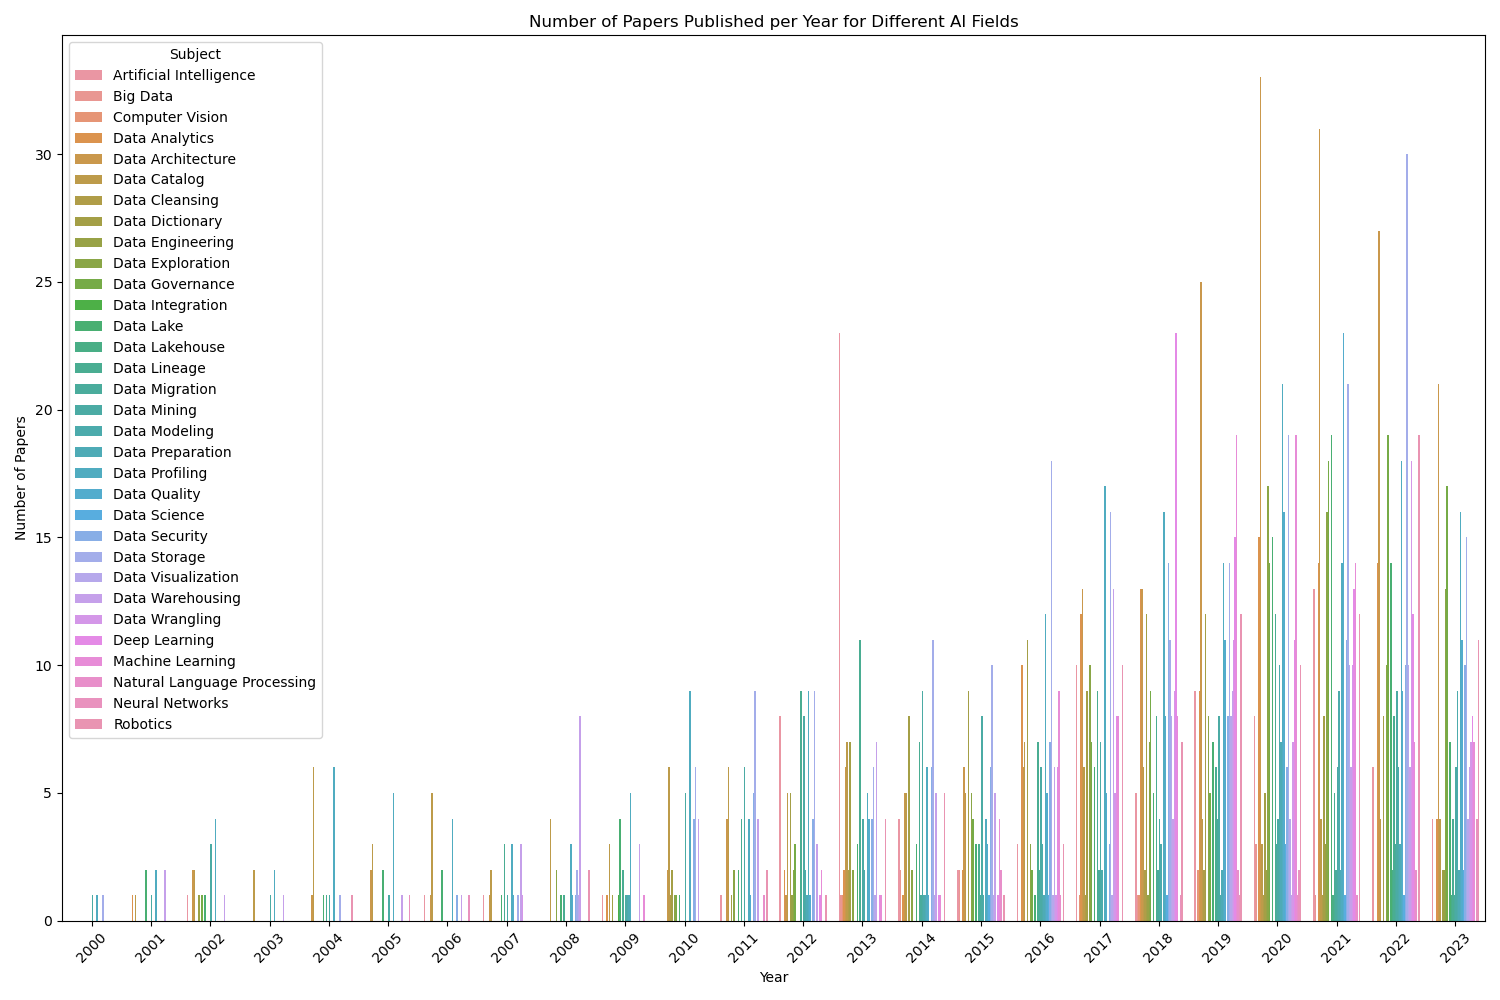 Number of Papers Published per Year for Different AI Fields
Subject
Artificial Intelligence
Big Data
Computer Vision
Data Analytics
Data Architecture
Data Catalog
Data Cleansing
Data Dictionary
Data Engineering
Data Exploration
Data Governance
Data Integration
Data Lake
Data Lakehouse
Data Lineage
Data Migration
Data Mining
Data Modeling
Data Preparation
Data Profiling
Data Quality
Data Science
Data Security
Data Storage
Data Visualization
Data Warehousing
Data Wrangling
Deep Learning
Machine Learning
Natural Language Processing
Neural Networks
Robotics
Number of Papers
30
25
20
15
10
5
0
2000 2001 2002 2003 2004 2005 2006 2007 2008 2009 2010 2011 2012 2013 2014 2015 2016 2017 2018 2019 2020 2021 2022 2023
Year